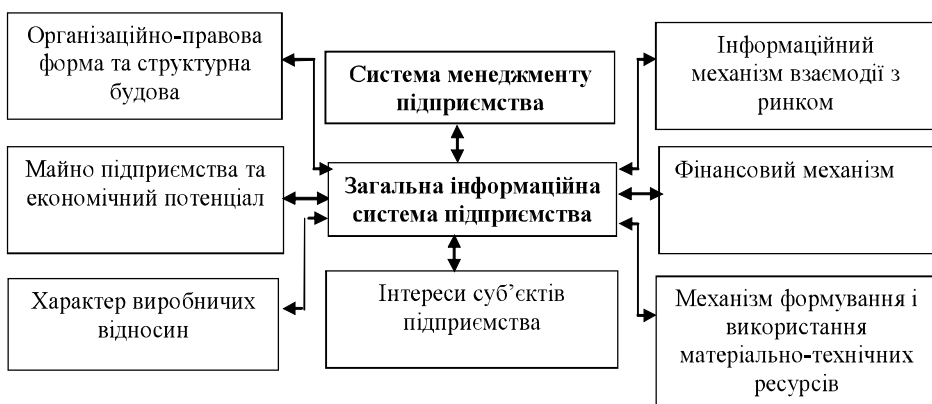 Організаційно-правова
форма та структурна
будова
Система менеджменту
підприємства
Інформаційний
механізм взаємодії з
ринком
Майно підприємства та
економічний потенціал
Загальна інформаційна
система підприємства
Фінансовий механізм
Характер виробничих
відносин
Інтереси суб’єктів
підприємства
Механізм формування і
використання
матеріально-технічних
ресурсів